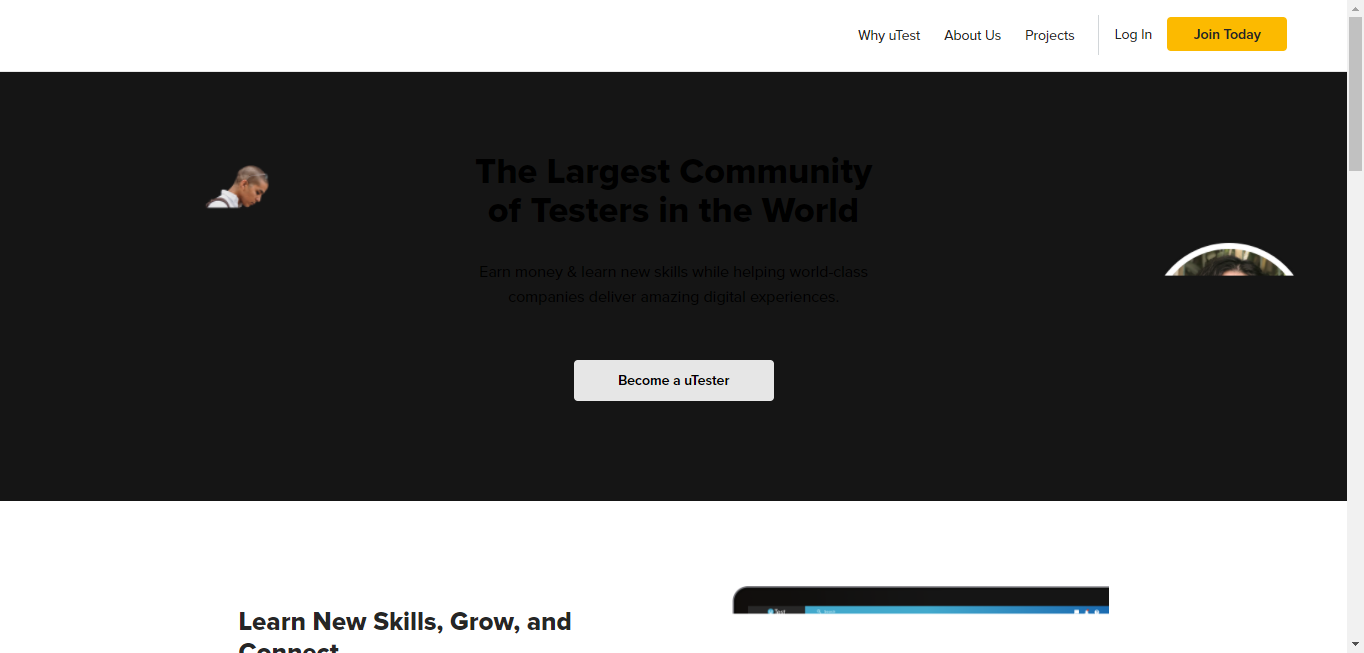 Why uTest
About Us
Projects
Log In
Join Today
The Largest Community
of Testers in the World
Earn money & learn new skills while helping world-class
companies deliver amazing digital experiences.
Become a uTester
Learn New Skills, Grow, and
Connect